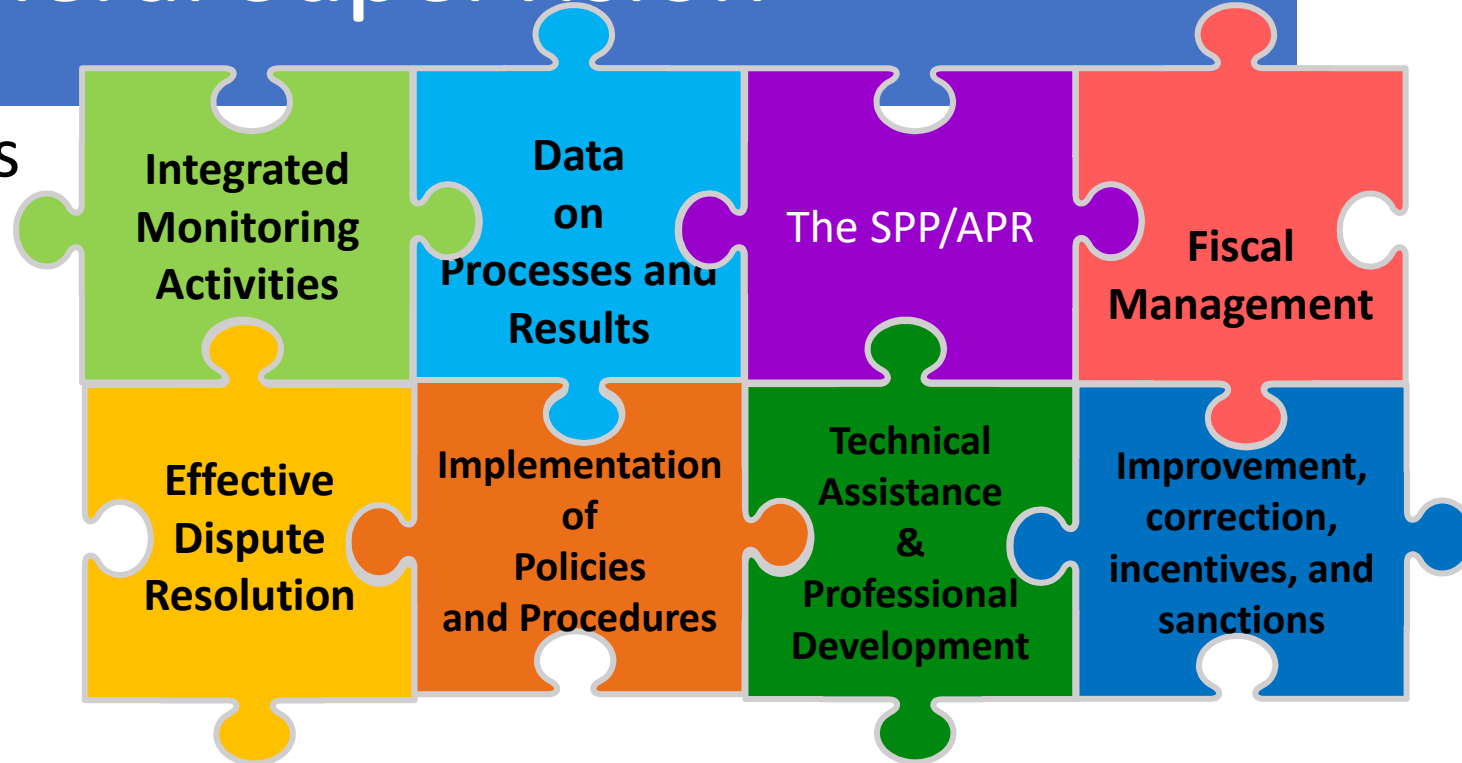 Supervision
s
Integrated
Monitoring
Activities
Data
on
Processes and
Results
The SPP/APR
Fiscal
Management
Effective
Dispute
Resolution
Implementation
of
Policies
and Procedures
Technical
Assistance
&
Professional
Development
Improvement,
correction,
incentives, and
sanctions